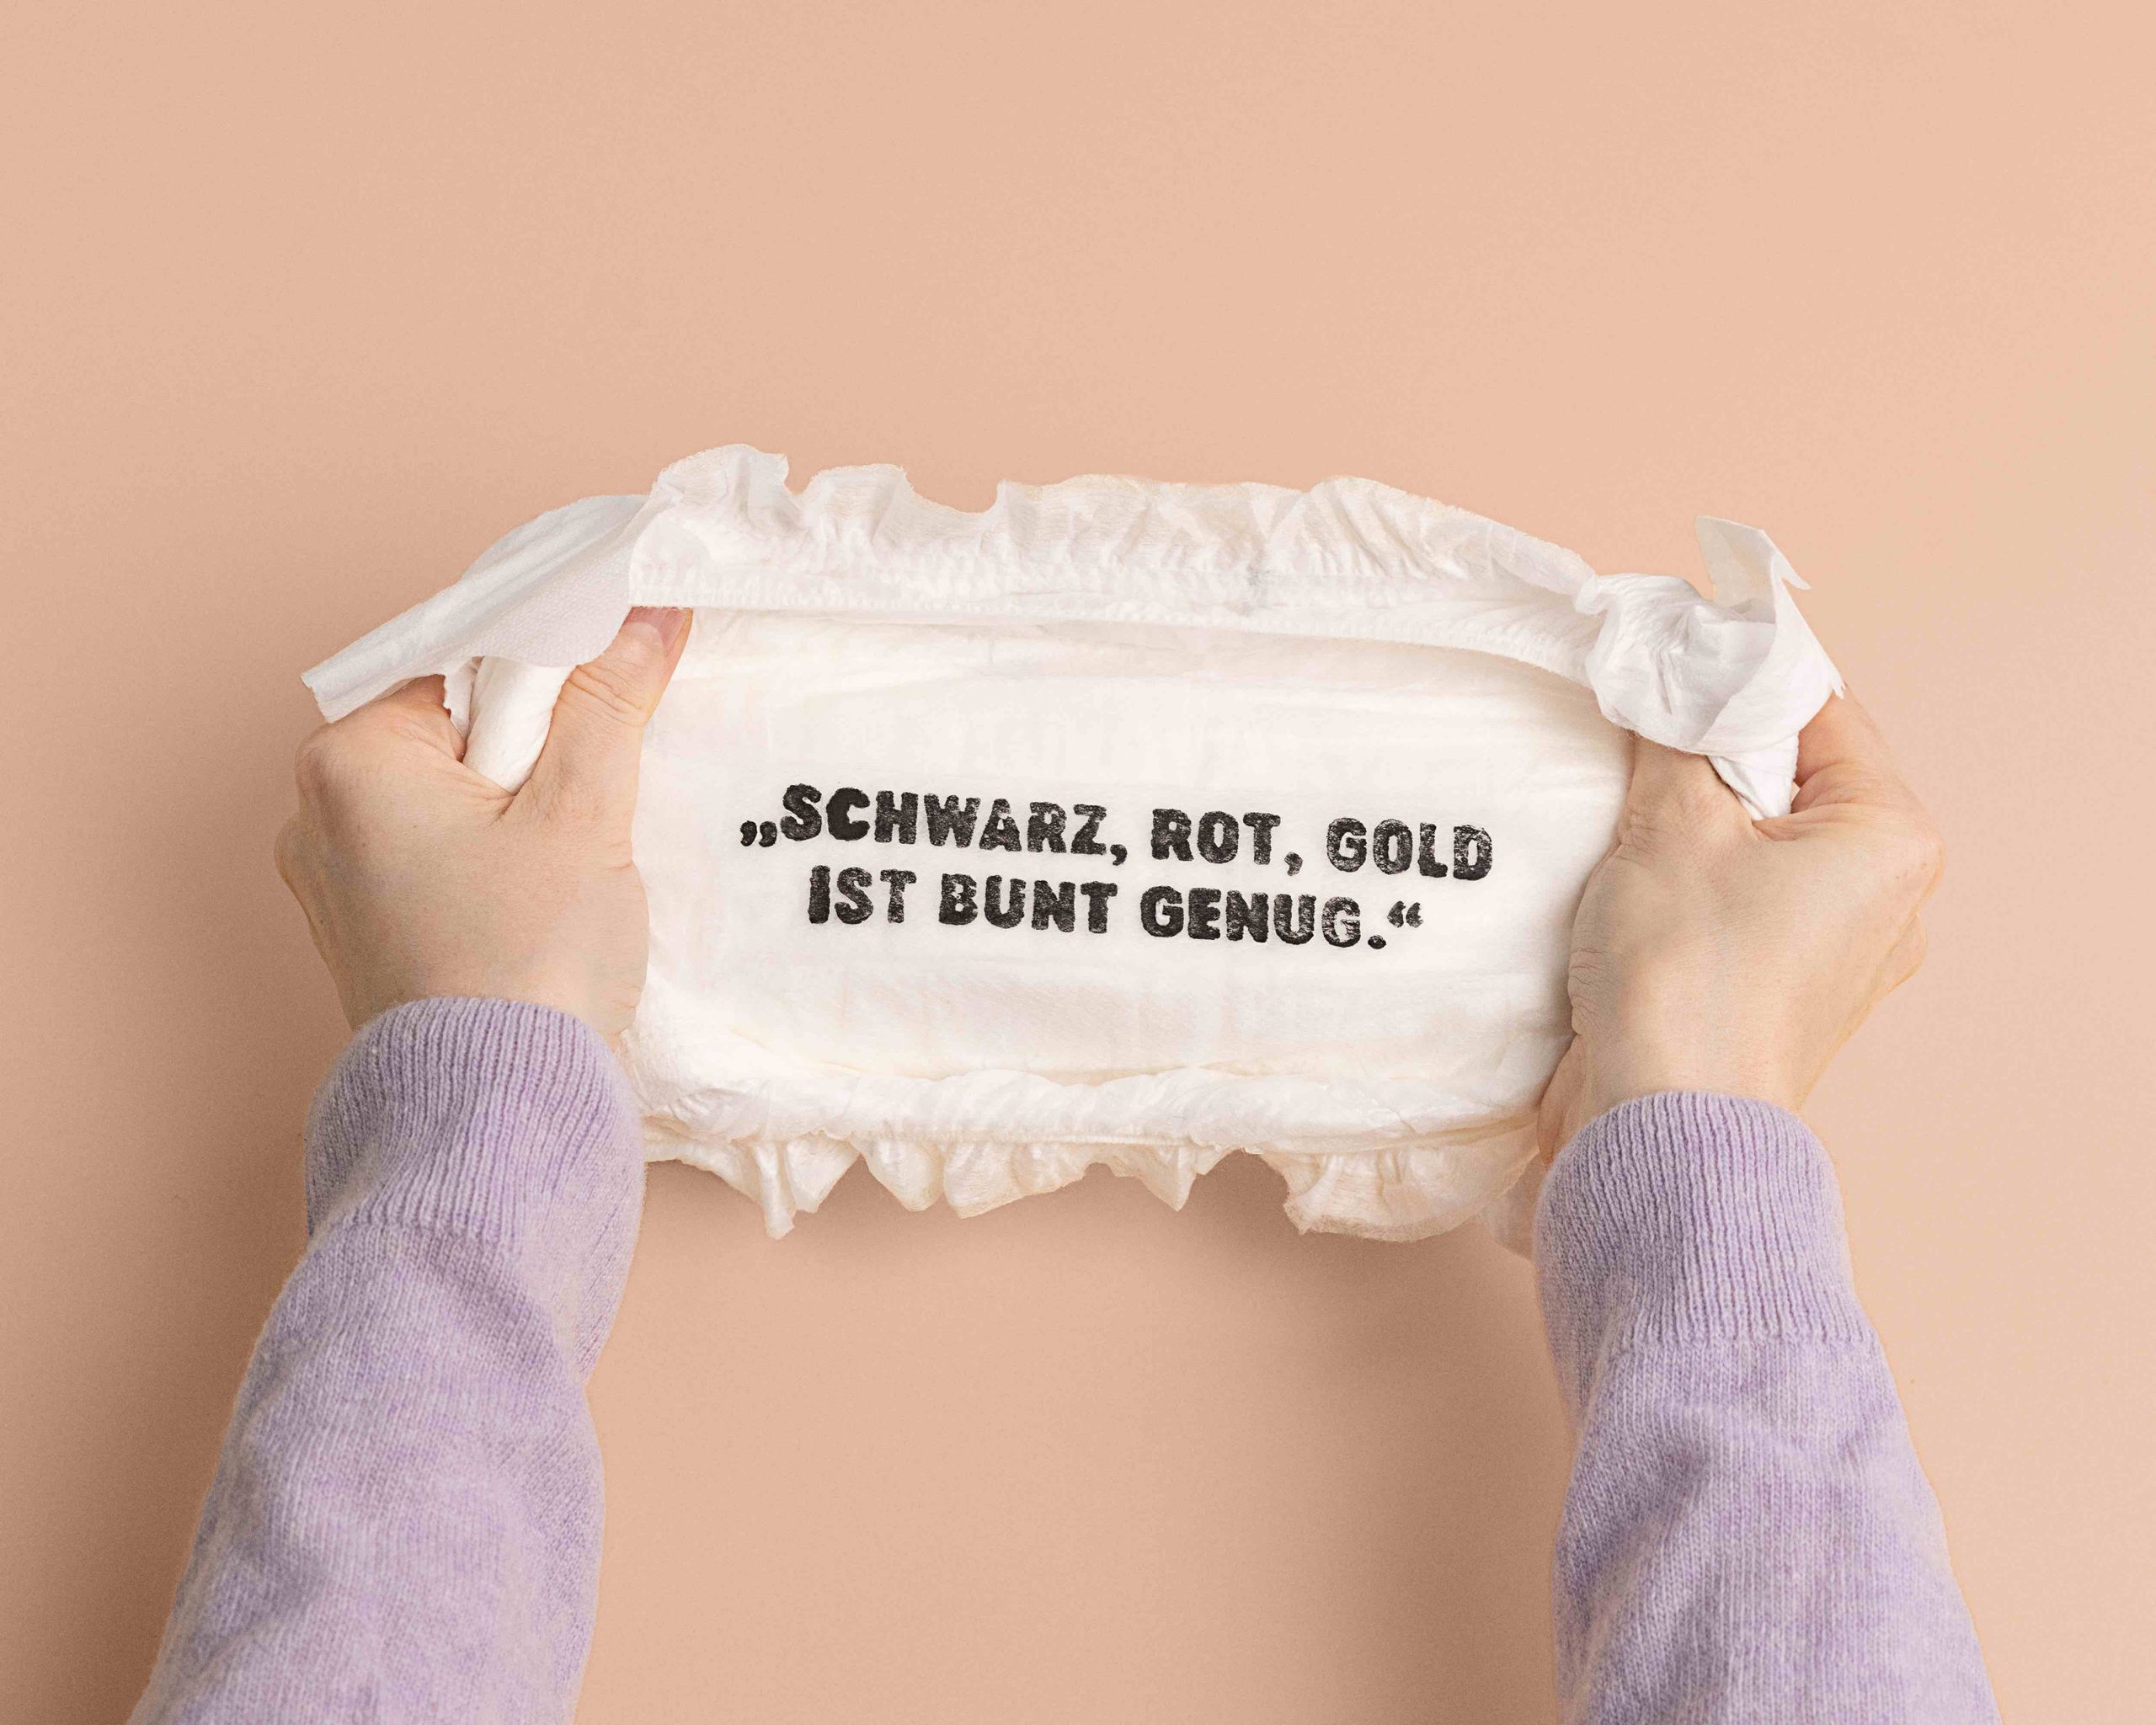 „SCHWARZ, ROT, GOLD
IST BUNT GENUG.“